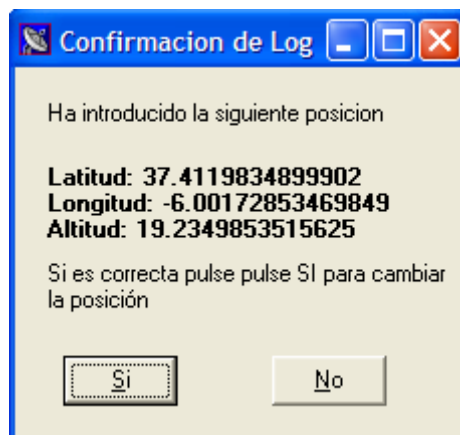 Confirmacion de Log
Ha introducido la siguiente posicion
Latitud: 37.4119834899902
Longitud: -6.00172853469849
Altitud: 19.2349853515625
Si es correcta pulse pulse SI para cambiar
la posición
Si
No